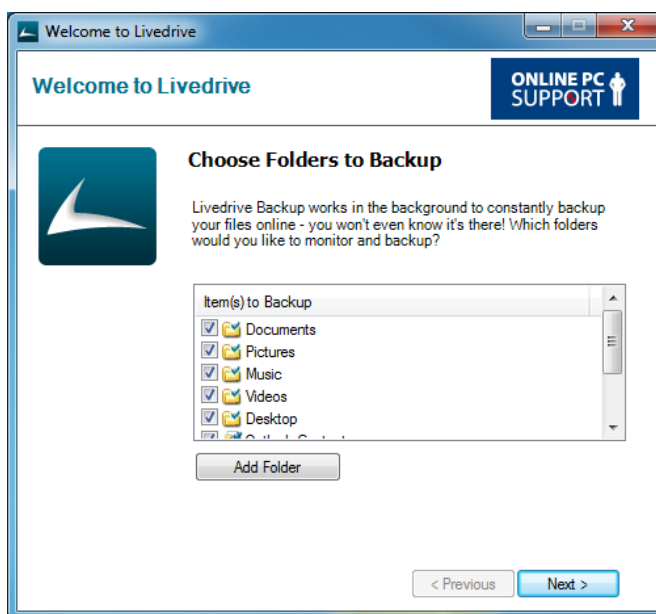 Welcome to Livedrive
Welcome to Livedrive
ONLINE PC
SUPPORT
Choose Folders to Backup
Livedrive Backup works in the background to constantly backup
your files online - you won't even know it's there! Which folders
would you like to monitor and backup?
Item(s) to Backup
Documents
Pictures
Music
Videos
Desktop
Add Folder
< Previous
Next >